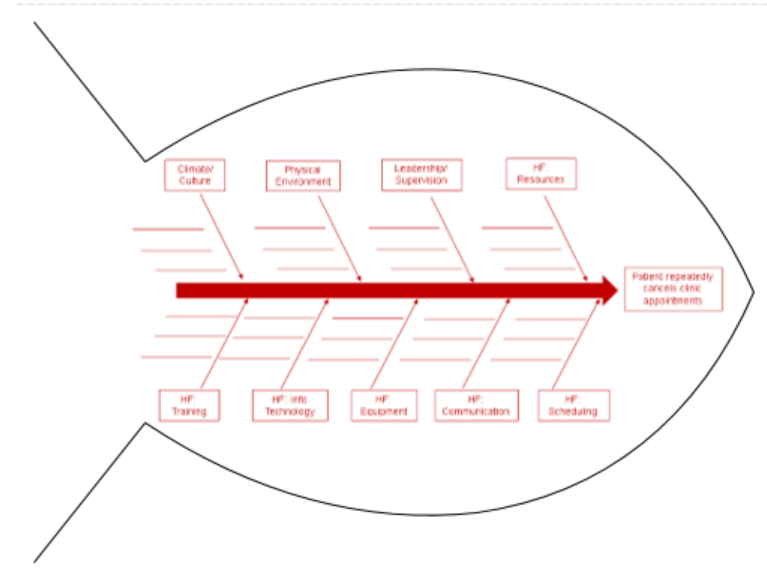 Climate/
Culture
Physical
Environment
Leadership/
Supervision
HF:
Resources
Patient repeatedly
cancels clinic
appointments
HF:
Training
HF: Info
Technology
HF:
Equipment
HF:
Communication
HF:
Scheduling